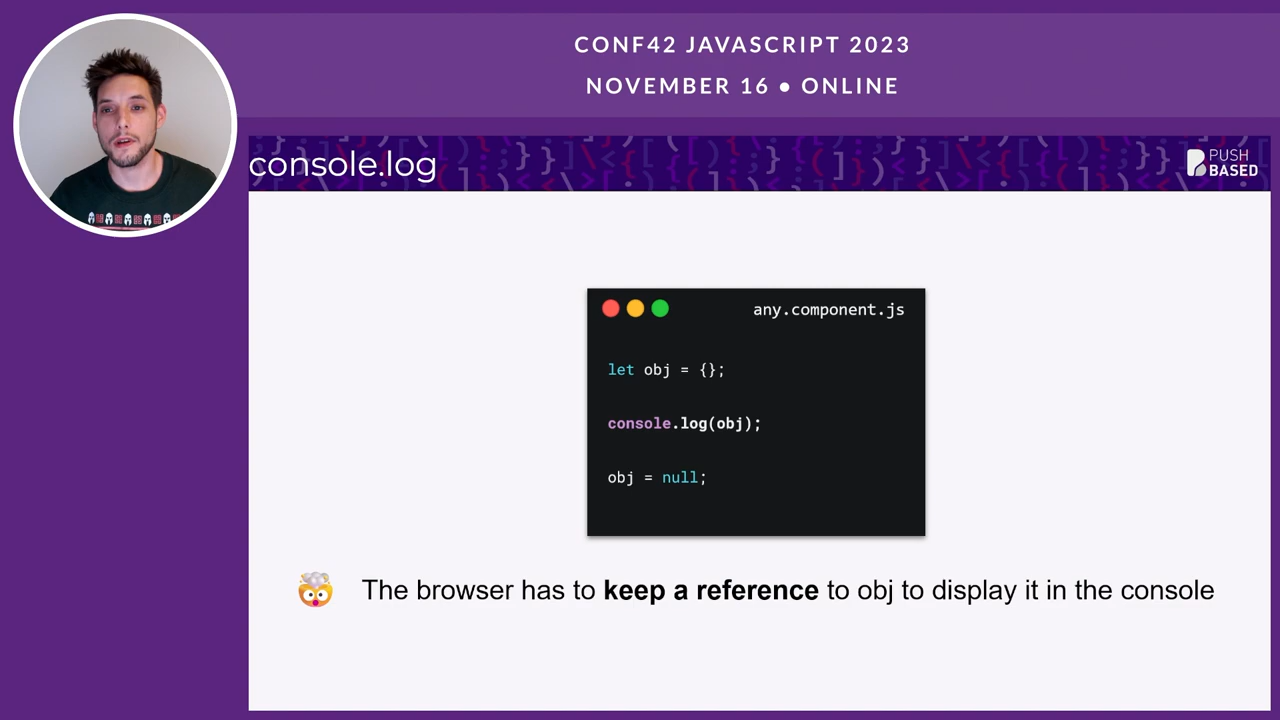 CONF42 JAVASCRIPT 2023
NOVEMBER 16 • ONLINE
console.log
PUSH
BASED
any.component.js
let obj = {};
console.log(obj);
obj = null;
The browser has to keep a reference to obj to display it in the console